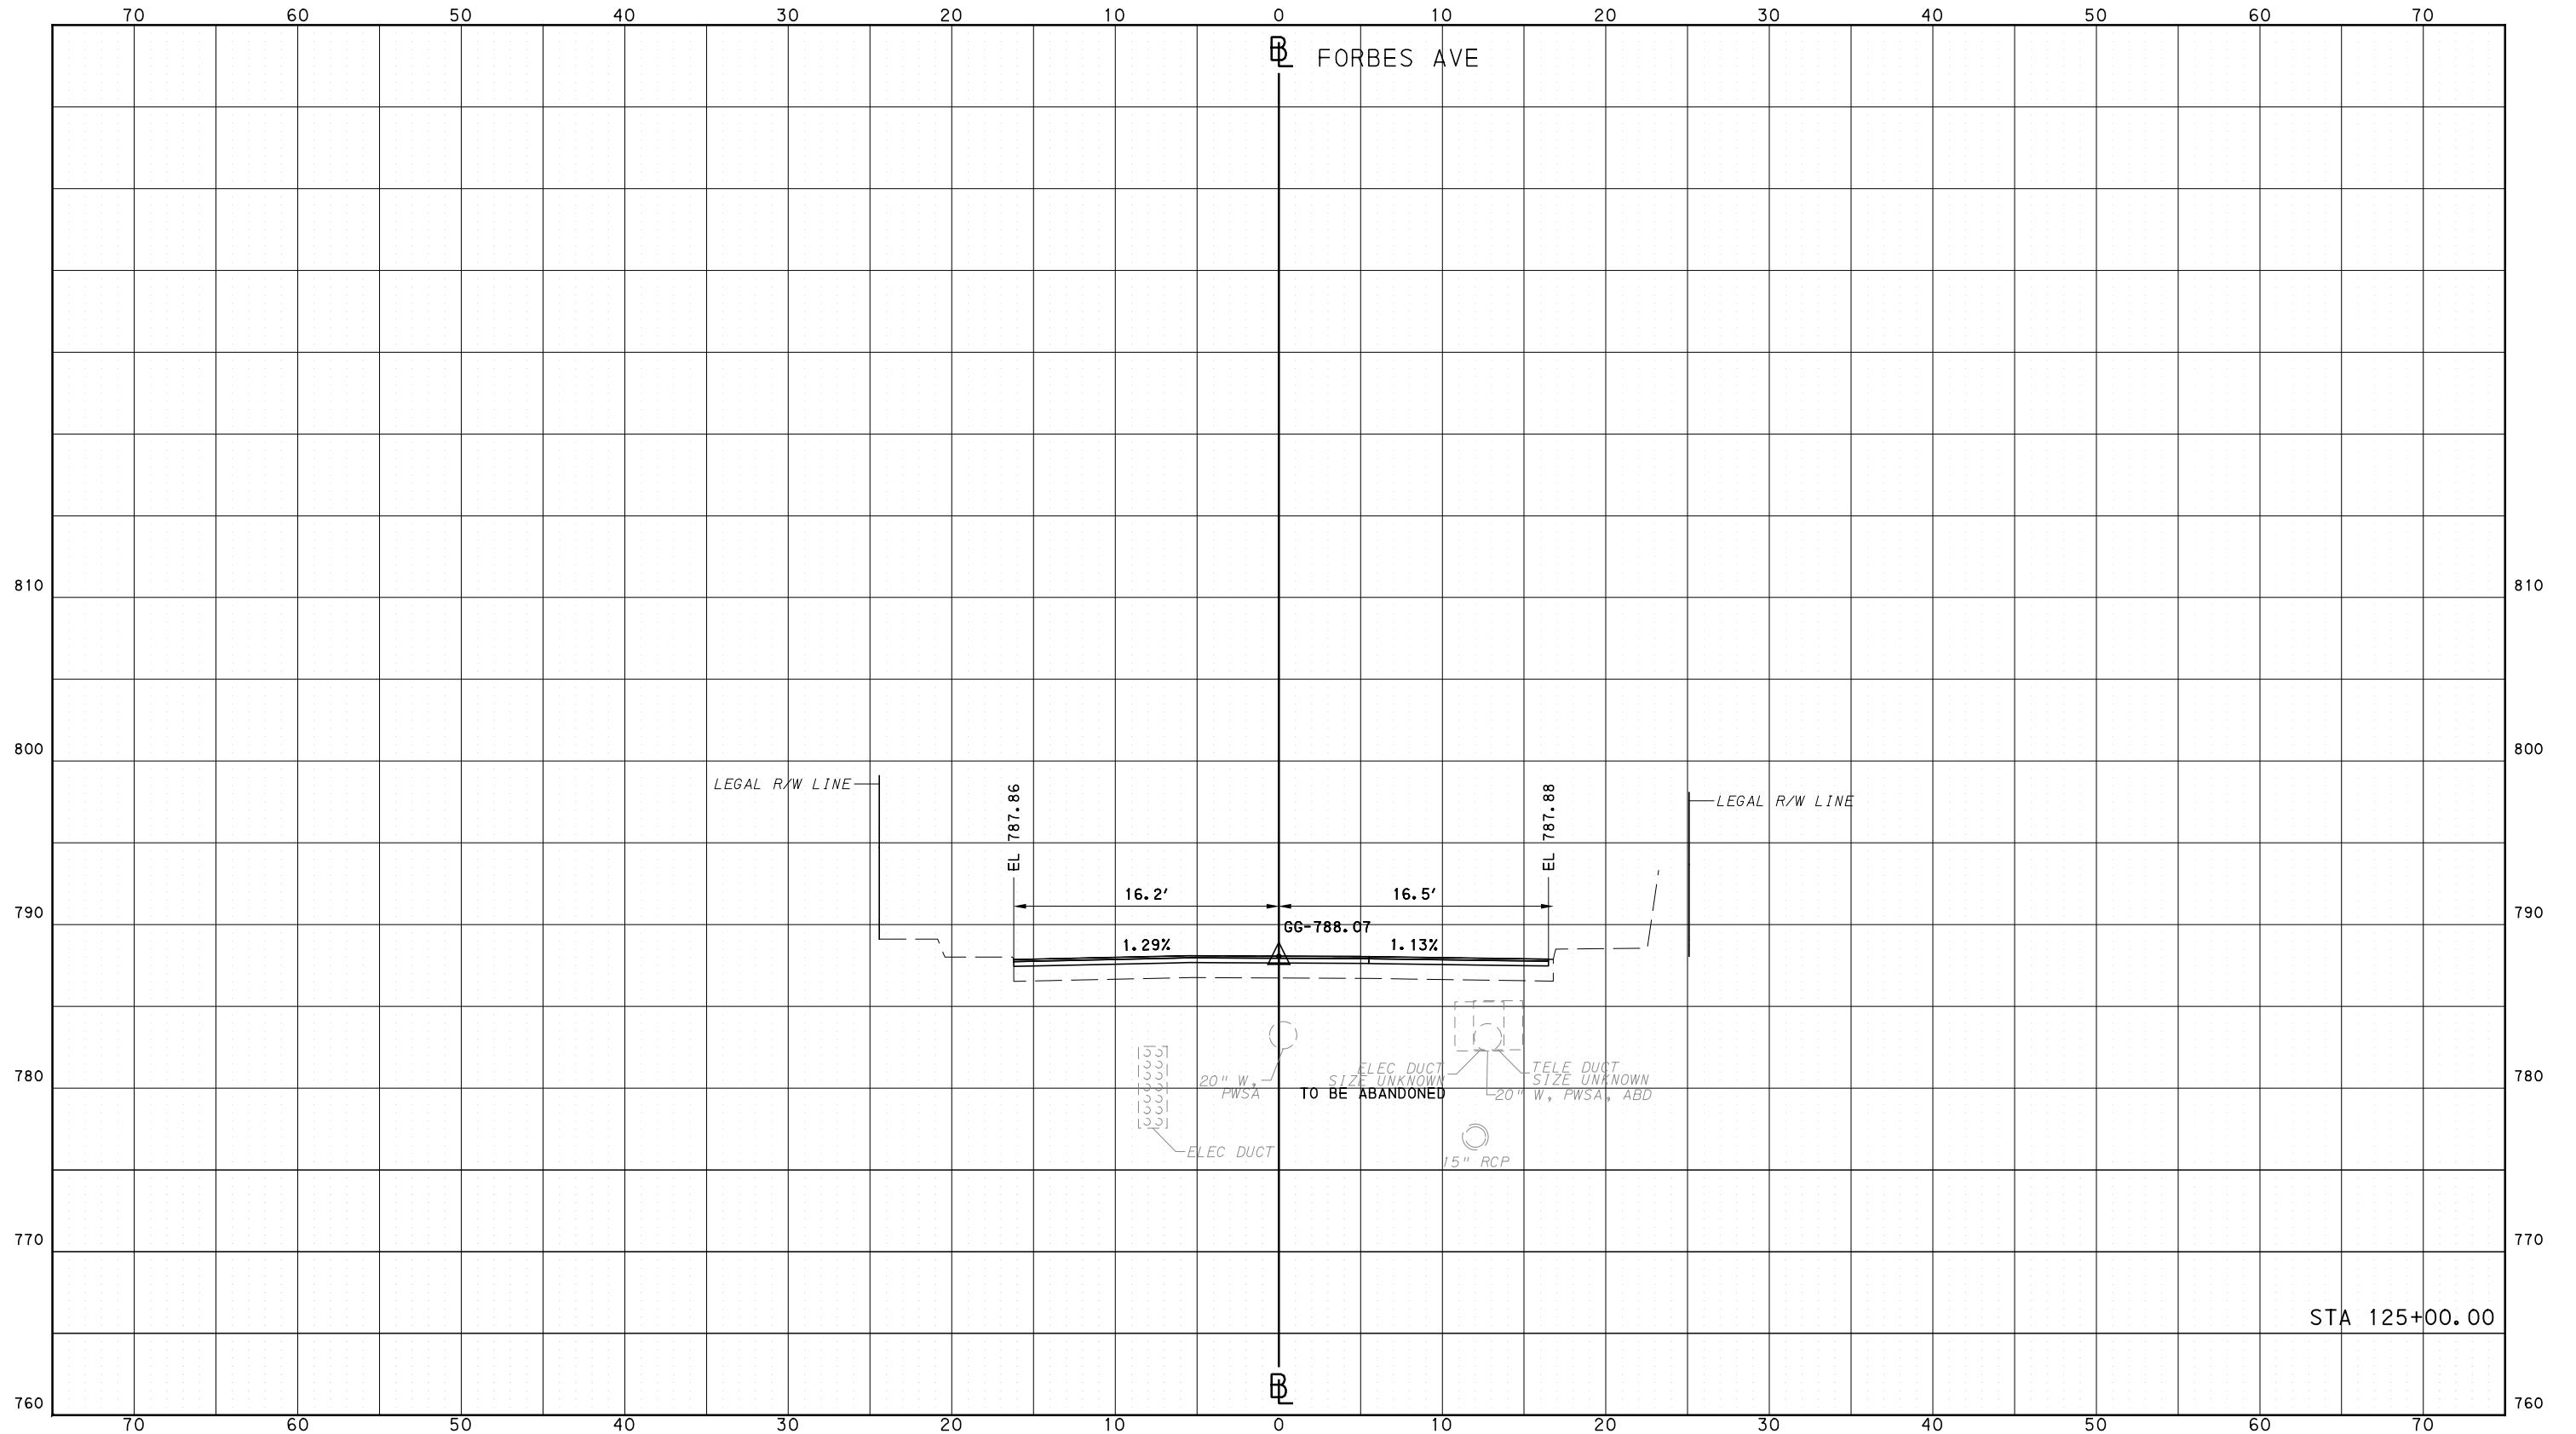 70 60 50 40 30 20 10 0 10 20 30 40 50 60 70
BL FORBES AVE
810 810
800 800
LEGAL R/W LINE
EL 787.86
EL 787.88
LEGAL R/W LINE
790 790
16.2' 16.5'
GG-788.07
1.29% 1.13%
780 780
20" W,
PWSA
ELEC DUCT
SIZE UNKNOWN
TO BE ABANDONED
TELE DUCT
SIZE UNKNOWN
20" W, PWSA, ABD
ELEC DUCT
15" RCP
770 770
STA 125+00.00
BL
760 760
70 60 50 40 30 20 10 0 10 20 30 40 50 60 70